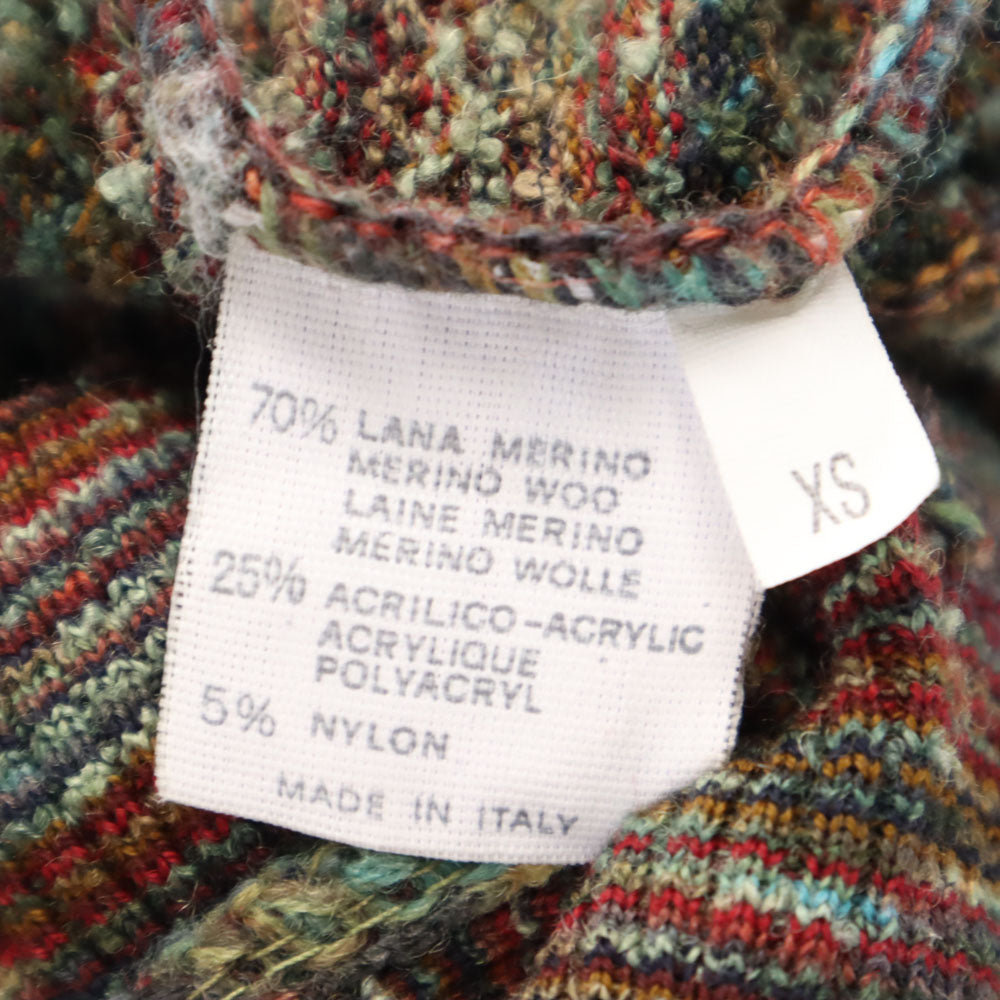 70% LANA MERINO
MERINO WOO
LAINE MERINO
MERINO WOLLE
25% ACRILICO-ACRYLIC
ACRYLIQUE
POLYACRYL
5% NYLON
MADE IN ITALY
XS